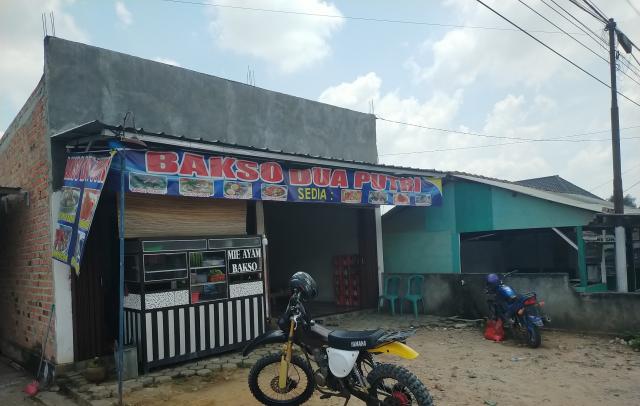 BAKSO DUA PUTRI
SEDIA :
MIE AYAM
BAKSO
YAMAHA